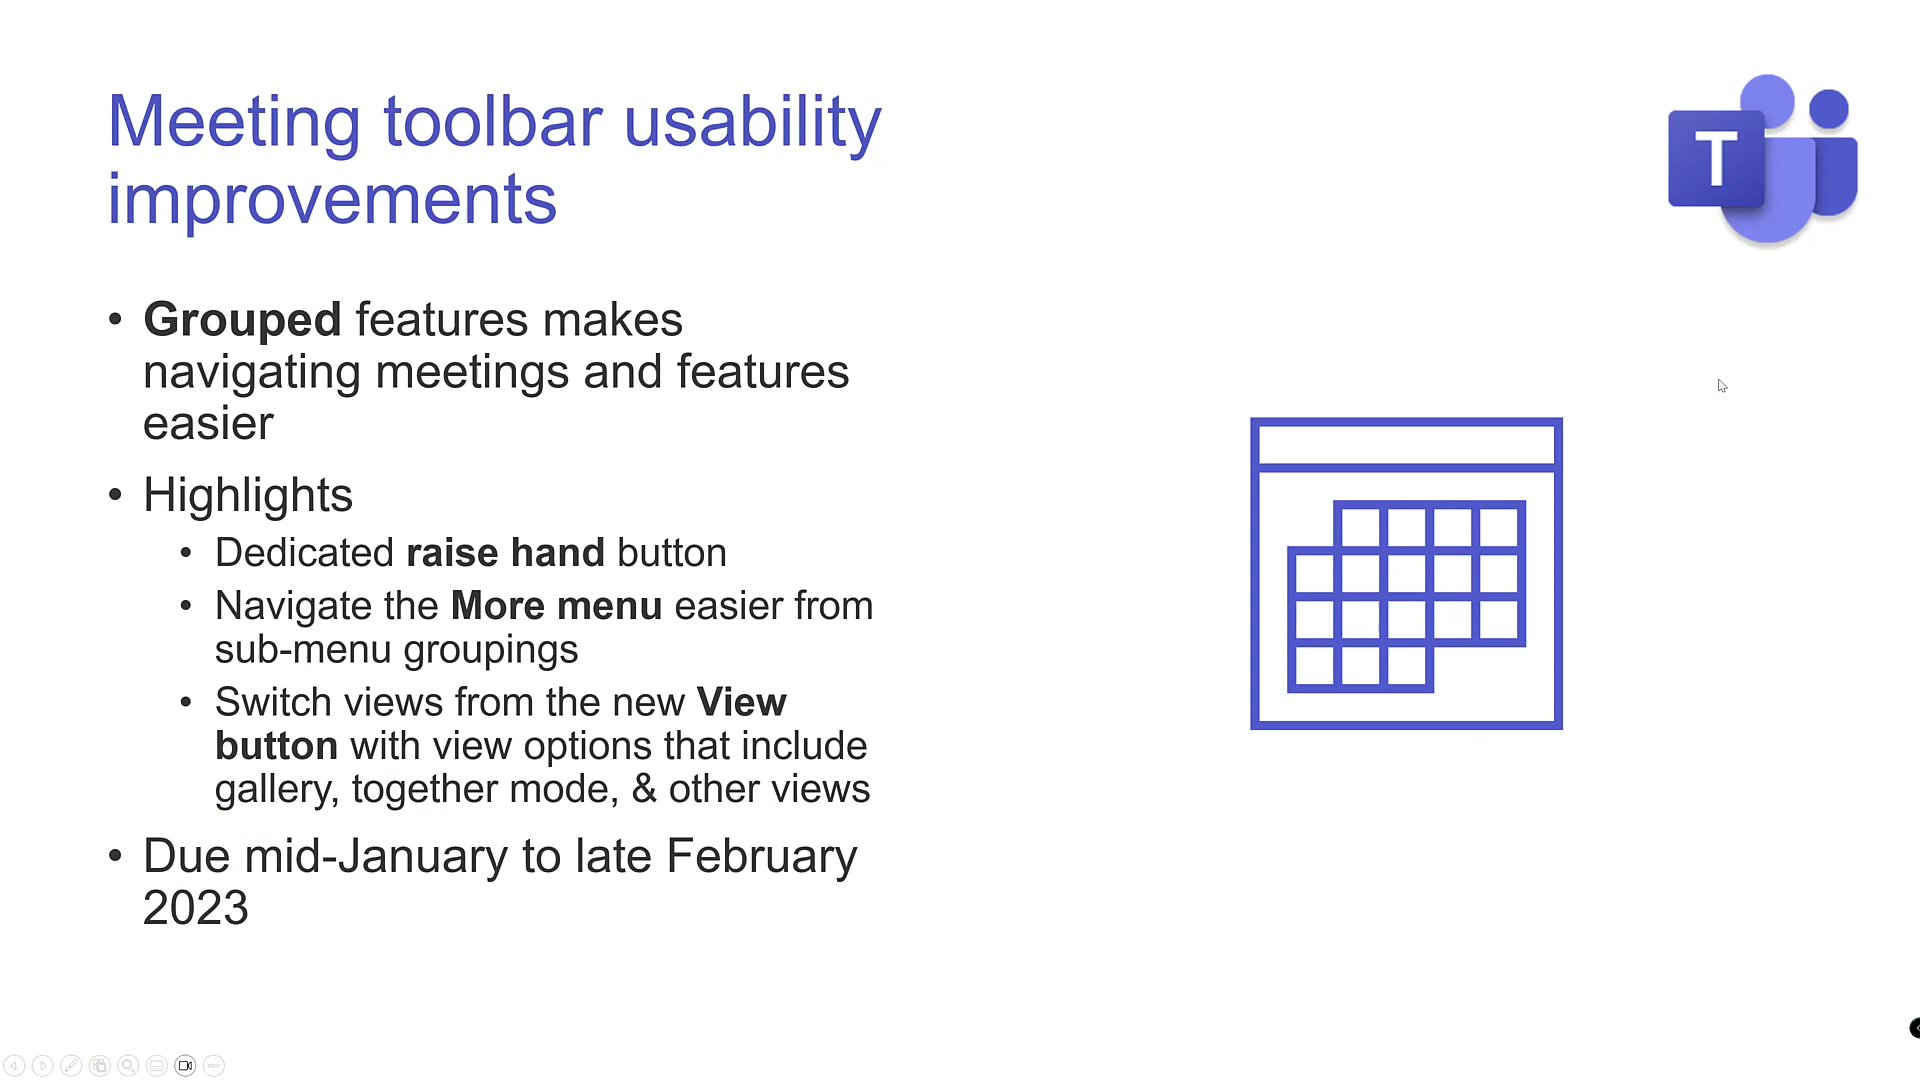 Meeting toolbar usability
improvements
T
• Grouped features makes
navigating meetings and features
easier
• Highlights
• Dedicated raise hand button
• Navigate the More menu easier from
sub-menu groupings
• Switch views from the new View
button with view options that include
gallery, together mode, & other views
• Due mid-January to late February
2023